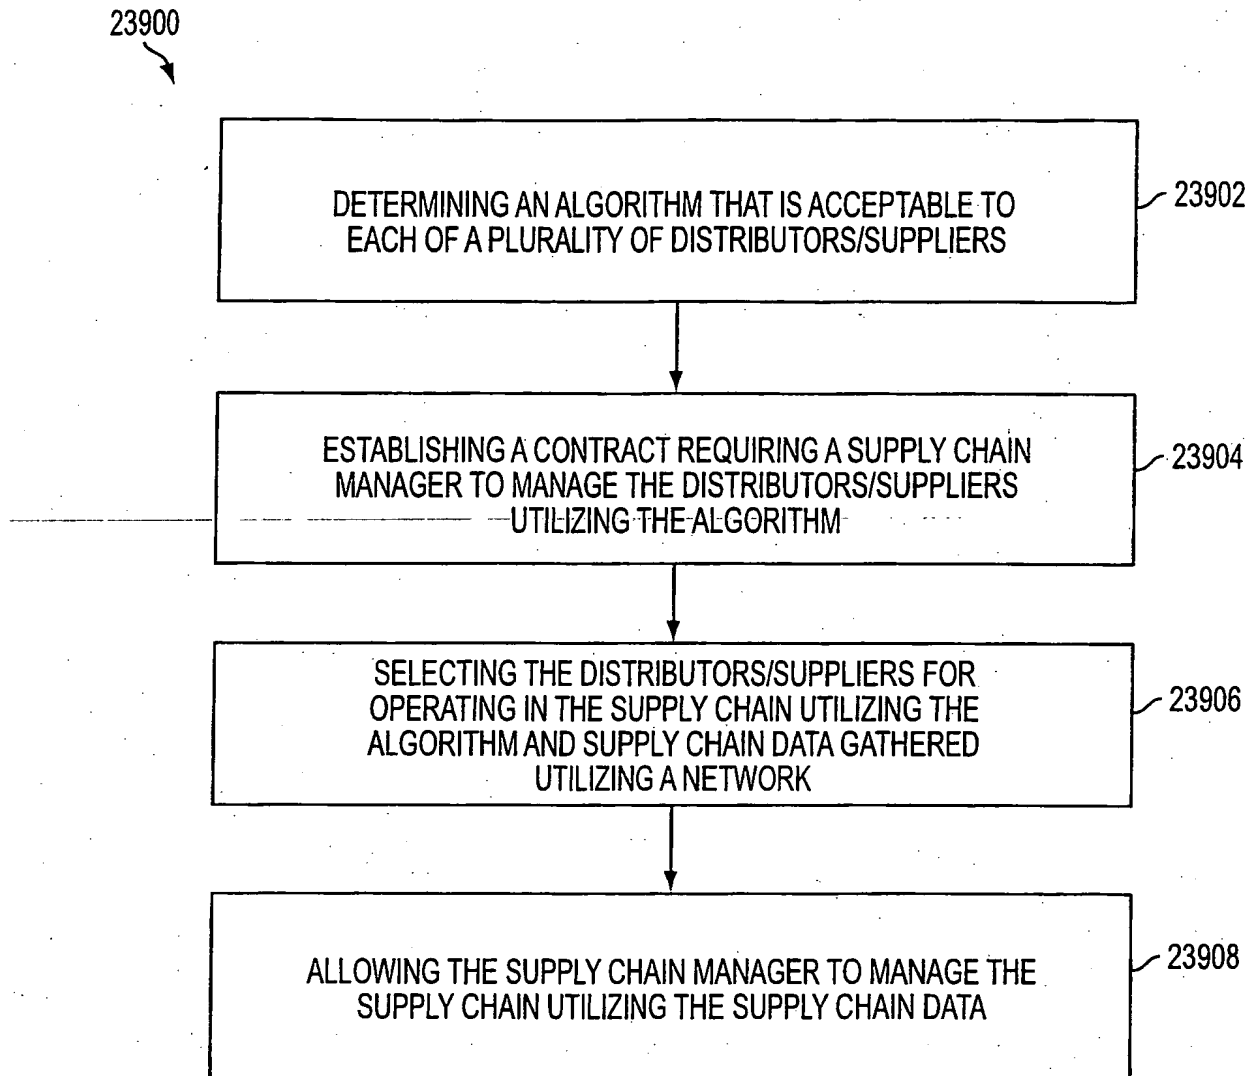 23900
DETERMINING AN ALGORITHM THAT IS ACCEPTABLE TO
EACH OF A PLURALITY OF DISTRIBUTORS/SUPPLIERS
23902
ESTABLISHING A CONTRACT REQUIRING A SUPPLY CHAIN
MANAGER TO MANAGE THE DISTRIBUTORS/SUPPLIERS
UTILIZING THE ALGORITHM
23904
SELECTING THE DISTRIBUTORS/SUPPLIERS FOR
OPERATING IN THE SUPPLY CHAIN UTILIZING THE
ALGORITHM AND SUPPLY CHAIN DATA GATHERED
UTILIZING A NETWORK
23906
ALLOWING THE SUPPLY CHAIN MANAGER TO MANAGE THE
SUPPLY CHAIN UTILIZING THE SUPPLY CHAIN DATA
23908